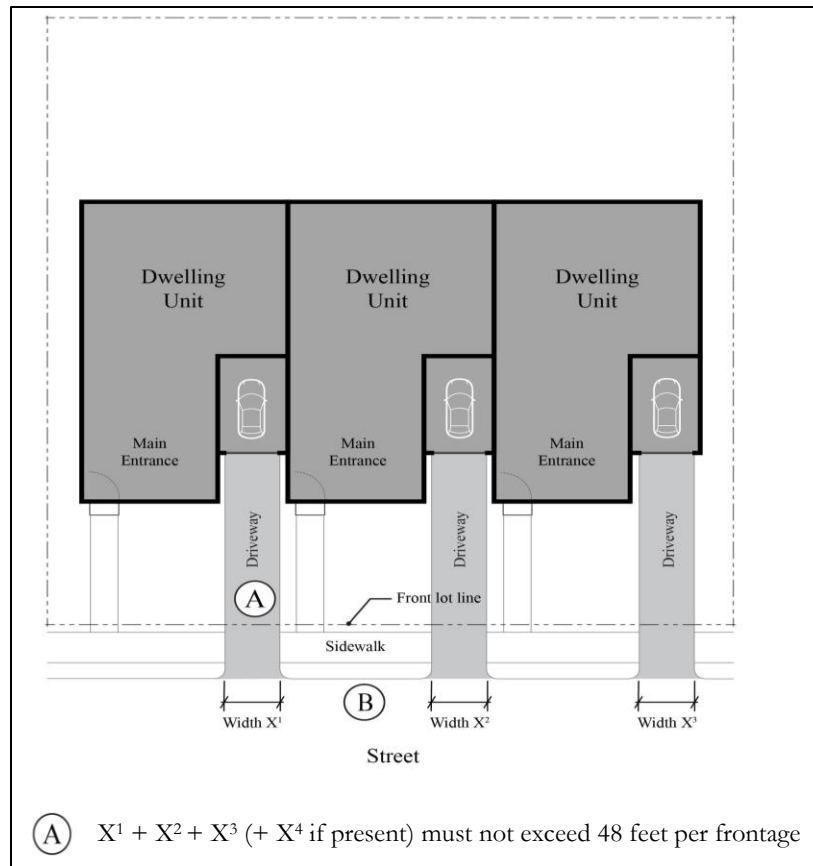 Dwelling
Unit
Dwelling
Unit
Dwelling
Unit
Main
Entrance
Main
Entrance
Main
Entrance
Driveway
Driveway
Driveway
A
Front lot line
Sidewalk
B
Width X¹
Width X²
Width X³
Street
A X¹ + X² + X³ (+ X⁴ if present) must not exceed 48 feet per frontage